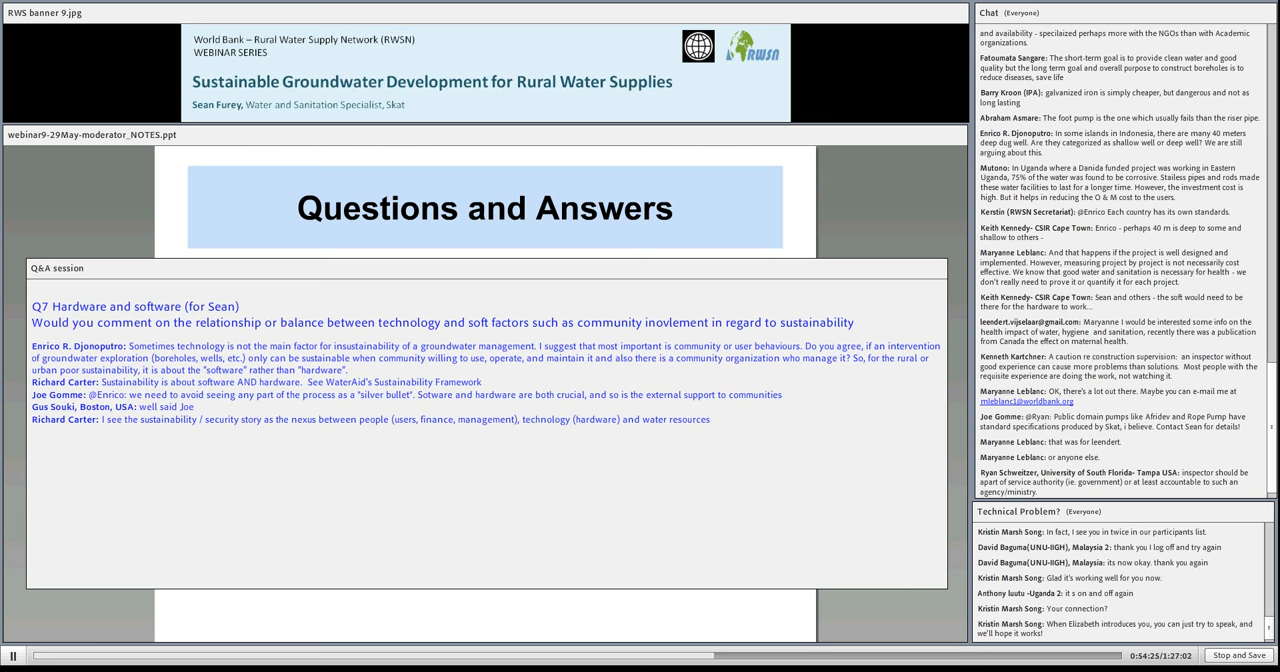 RWS banner 9.jpg
World Bank – Rural Water Supply Network (RWSN)
WEBINAR SERIES
RWSN
Sustainable Groundwater Development for Rural Water Supplies
Sean Furey, Water and Sanitation Specialist, Skat
webinar9-29May-moderator_NOTES.ppt
Questions and Answers
Q&A session
Q7 Hardware and software (for Sean)
Would you comment on the relationship or balance between technology and soft factors such as community inovlement in regard to sustainability
Enrico R. Djonoputro: Sometimes technology is not the main factor for insustainability of a groundwater management. I suggest that most important is community or user behaviours. Do you agree, if an intervention
of groundwater exploration (boreholes, wells, etc.) only can be sustainable when community willing to use, operate, and maintain it and also there is a community organization who manage it? So, for the rural or
urban poor sustainability, it is about the "software" rather than "hardware".
Richard Carter: Sustainability is about software AND hardware. See WaterAid's Sustainability Framework
Joe Gomme: @Enrico: we need to avoid seeing any part of the process as a "silver bullet". Sotware and hardware are both crucial, and so is the external support to communities
Gus Souki, Boston, USA: well said Joe
Richard Carter: I see the sustainability / security story as the nexus between people (users, finance, management), technology (hardware) and water resources
Chat (Everyone)
and availability - specilaized perhaps more with the NGOs than with Academic
organizations.
Fatoumata Sangare: The short-term goal is to provide clean water and good
quality but the long term goal and overall purpose to construct boreholes is to
reduce diseases, save life
Barry Kroon (IPA): galvanized iron is simply cheaper, but dangerous and not as
long lasting
Abraham Asmare: The foot pump is the one which usually fails than the riser pipe.
Enrico R. Djonoputro: In some islands in Indonesia, there are many 40 meters
deep dug well. Are they categorized as shallow well or deep well? We are still
arguing about this.
Mutono: In Uganda where a Danida funded project was working in Eastern
Uganda, 75% of the water was found to be corrosive. Stailess pipes and rods made
these water facilities to last for a longer time. However, the investment cost is
high. But it helps in reducing the O & M cost to the users.
Kerstin (RWSN Secretariat): @Enrico Each country has its own standards.
Keith Kennedy- CSIR Cape Town: Enrico - perhaps 40 m is deep to some and
shallow to others -
Maryanne Leblanc: And that happens if the project is well designed and
implemented. However, measuring project by project is not necessarily cost
effective. We know that good water and sanitation is necessary for health - we
don't really need to prove it or quantify it for each project.
Keith Kennedy- CSIR Cape Town: Sean and others - the soft would need to be
there for the hardware to work...
leendert.vijselaar@gmail.com: Maryanne I would be interested some info on the
health impact of water, hygiene and sanitation, recently there was a publication
from Canada the effect on maternal health.
Kenneth Kartchner: A caution re construction supervision: an inspector without
good experience can cause more problems than solutions. Most people with the
requisite experience are doing the work, not watching it.
Maryanne Leblanc: OK, there's a lot out there. Maybe you can e-mail me at
mleblanc1@worldbank.org
Joe Gomme: @Ryan: Public domain pumps like Afridev and Rope Pump have
standard specifications produced by Skat, i believe. Contact Sean for details!
Maryanne Leblanc: that was for leendert.
Maryanne Leblanc: or anyone else.
Ryan Schweitzer, University of South Florida- Tampa USA: inspector should be
apart of service authority (ie. government) or at least accountable to such an
agency/ministry.
Technical Problem? (Everyone)
Kristin Marsh Song: In fact, I see you in twice in our participants list.
David Baguma(UNU-IIGH), Malaysia 2: thank you I log off and try again
David Baguma(UNU-IIGH), Malaysia: its now okay. thank you again
Kristin Marsh Song: Glad it's working well for you now.
Anthony luutu -Uganda 2: it s on and off again
Kristin Marsh Song: Your connection?
Kristin Marsh Song: When Elizabeth introduces you, you can just try to speak, and
we'll hope it works!
0:54:25/1:27:02
Stop and Save